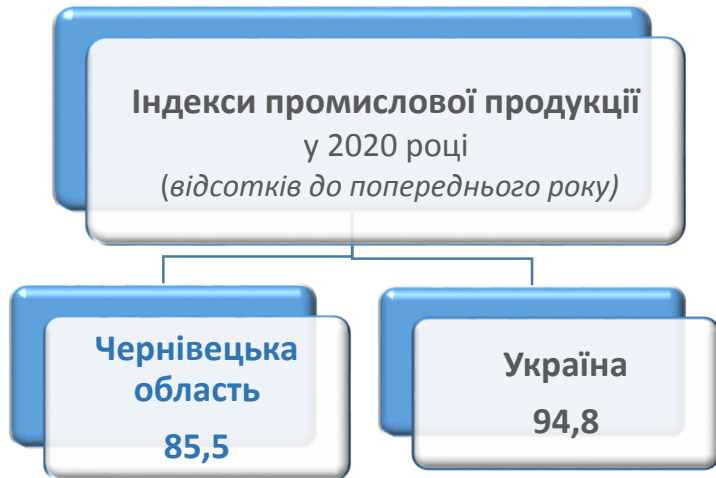 Індекси промислової продукції
у 2020 році
(відсотків до попереднього року)
Чернівецька
область
85,5
Україна
94,8